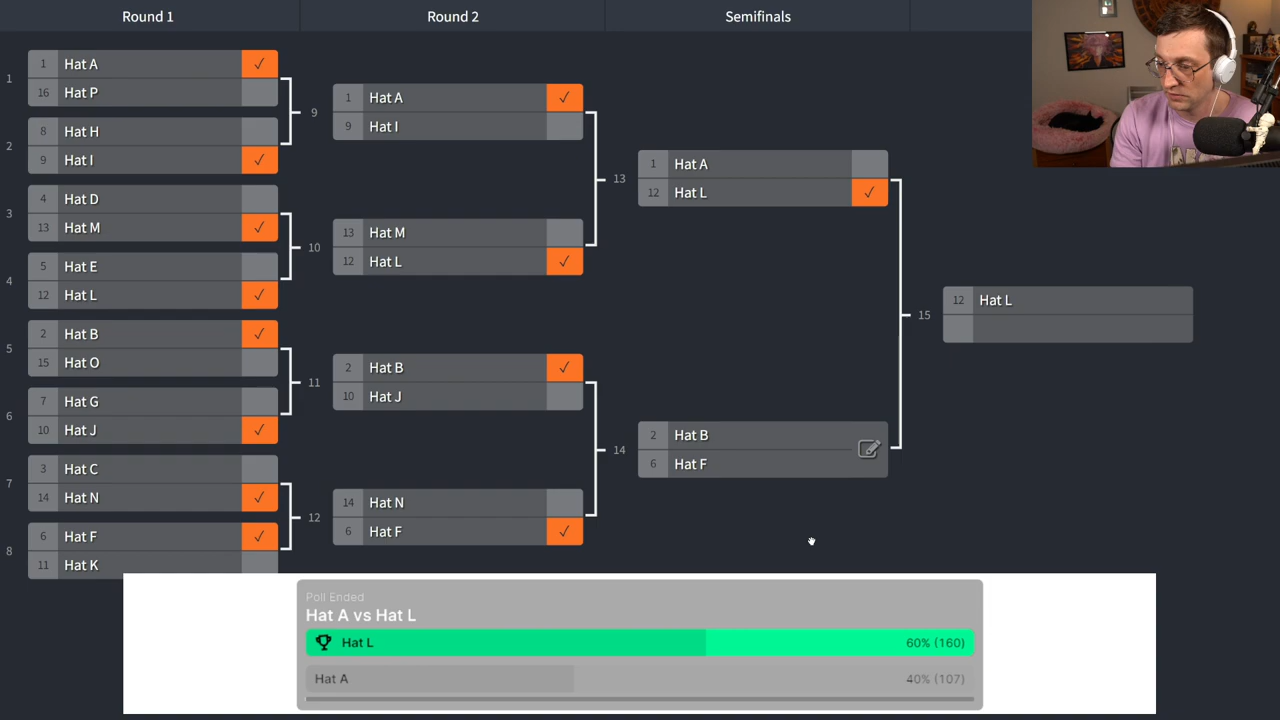 Round 1
Round 2
Semifinals
1
1 Hat A ✓
16 Hat P
2
8 Hat H
9 Hat I ✓
3
4 Hat D
13 Hat M ✓
4
5 Hat E
12 Hat L ✓
5
2 Hat B ✓
15 Hat O
6
7 Hat G
10 Hat J ✓
7
3 Hat C
14 Hat N ✓
8
6 Hat F ✓
11 Hat K
9
1 Hat A ✓
9 Hat I
10
13 Hat M
12 Hat L ✓
11
2 Hat B ✓
10 Hat J
12
14 Hat N
6 Hat F ✓
13
1 Hat A
12 Hat L ✓
14
2 Hat B
6 Hat F
15
12 Hat L
Poll Ended
Hat A vs Hat L
Hat L 60% (160)
Hat A 40% (107)